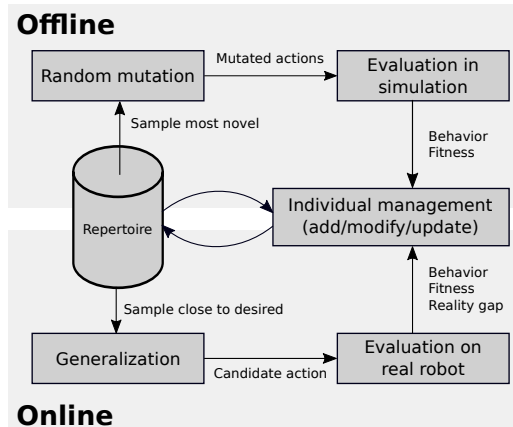 Offline
Random mutation
Mutated actions
Evaluation in
simulation
Sample most novel
Behavior
Fitness
Repertoire
Individual management
(add/modify/update)
Behavior
Fitness
Reality gap
Sample close to desired
Generalization
Candidate action
Evaluation on
real robot
Online